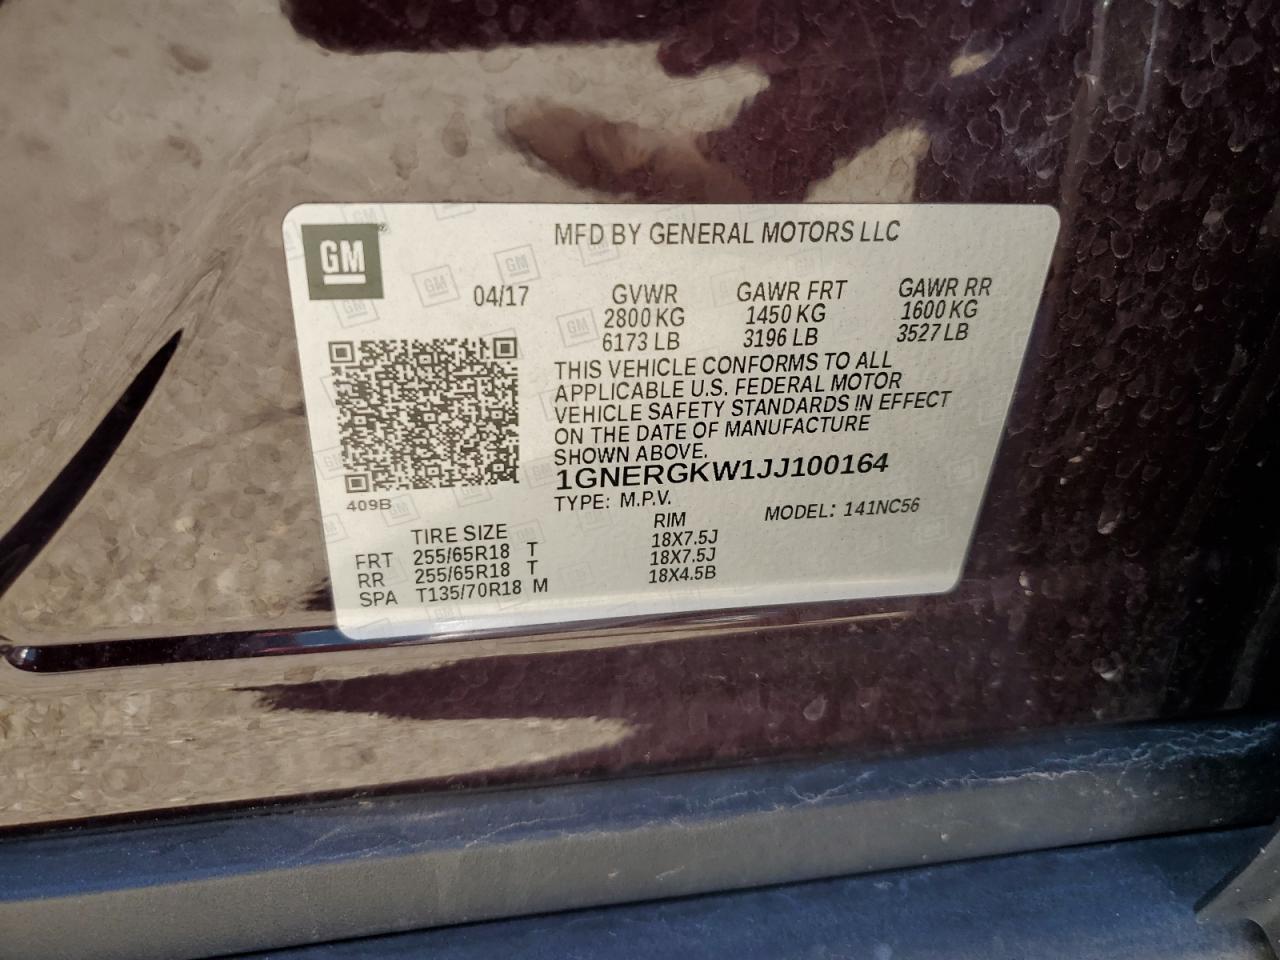 GM®
MFD BY GENERAL MOTORS LLC
04/17
GVWR GAWR FRT GAWR RR
2800 KG 1450 KG 1600 KG
6173 LB 3196 LB 3527 LB
THIS VEHICLE CONFORMS TO ALL
APPLICABLE U.S. FEDERAL MOTOR
VEHICLE SAFETY STANDARDS IN EFFECT
ON THE DATE OF MANUFACTURE
SHOWN ABOVE.
1GNERGKW1JJ100164
409B
TYPE: M.P.V. MODEL: 141NC56
TIRE SIZE RIM
FRT 255/65R18 T 18X7.5J
RR 255/65R18 T 18X7.5J
SPA T135/70R18 M 18X4.5B